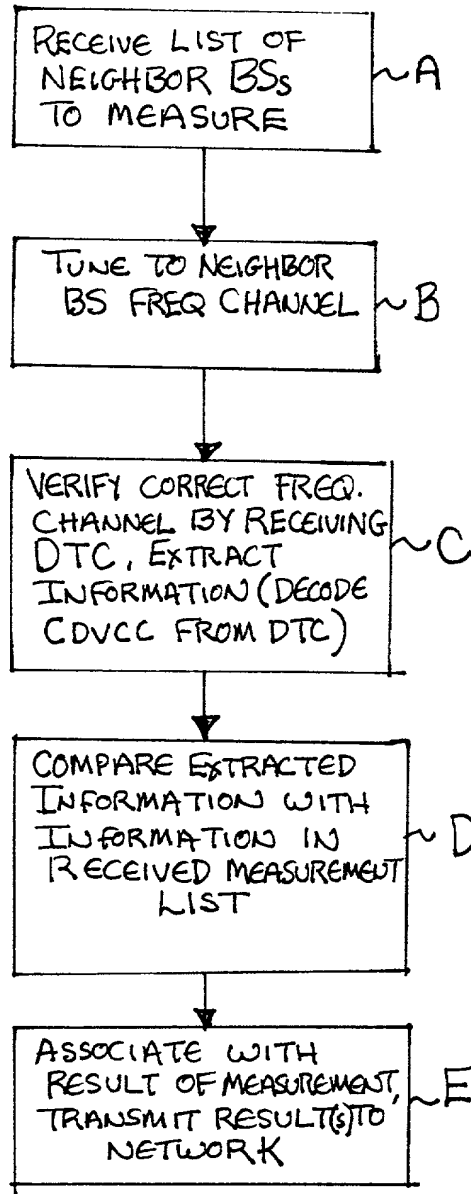 RECEIVE LIST OF
NEIGHBOR BSs
TO MEASURE
A
TUNE TO NEIGHBOR
BS FREQ CHANNEL
B
VERIFY CORRECT FREQ.
CHANNEL BY RECEIVING
DTC, EXTRACT
INFORMATION (DECODE
CDVCC FROM DTC)
C
COMPARE EXTRACTED
INFORMATION WITH
INFORMATION IN
RECEIVED MEASUREMENT
LIST
D
ASSOCIATE WITH
RESULT OF MEASUREMENT,
TRANSMIT RESULT(s) TO
NETWORK
E